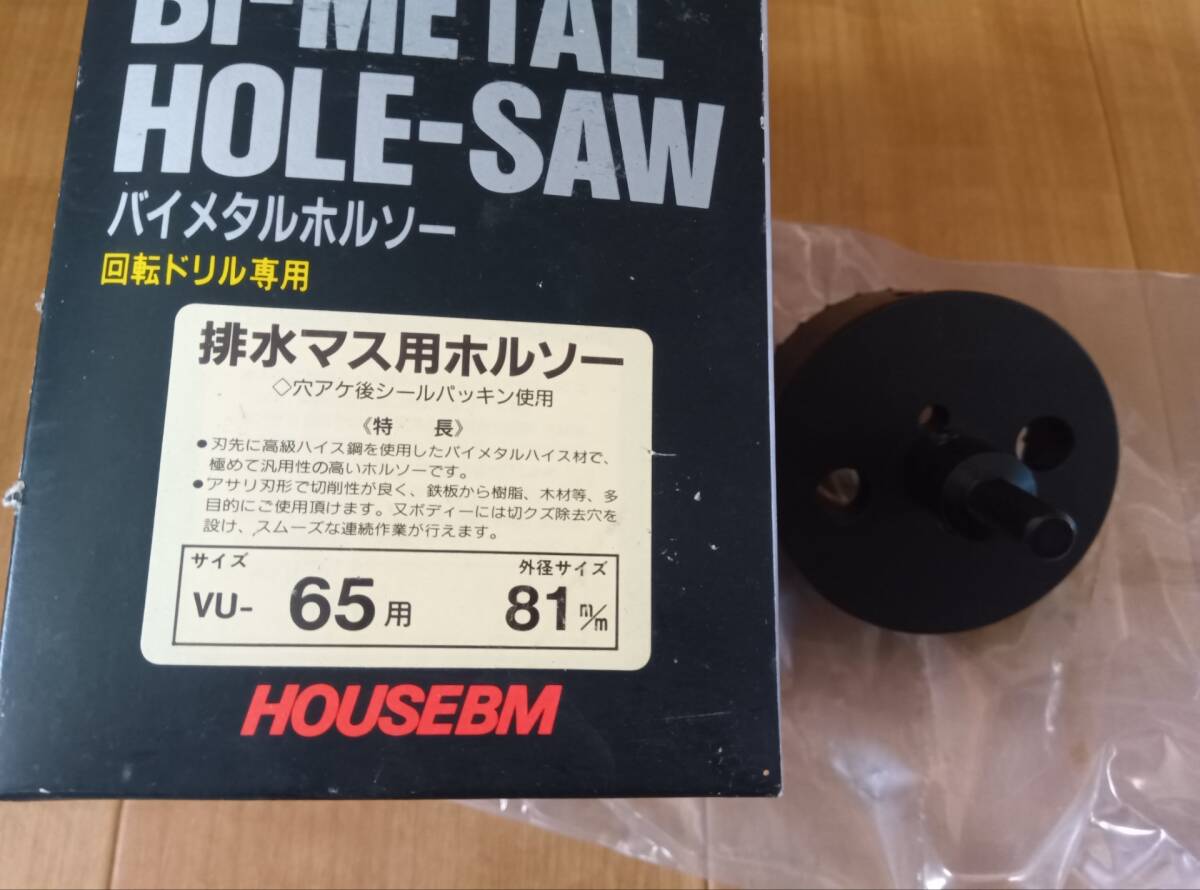 BI-METAL
HOLE-SAW
バイメタルホルソー
回転ドリル専用
排水マス用ホルソー
◇穴アケ後シールパッキン使用
《特 長》
●刃先に高級ハイス鋼を使用したバイメタルハイス材で、
極めて汎用性の高いホルソーです。
●アサリ刃形で切削性が良く、鉄板から樹脂、木材等、多
目的にご使用頂けます。又ボディーには切クズ除去穴を
設け、スムーズな連続作業が行えます。
サイズ 外径サイズ
VU- 65用 81m/m
HOUSEBM